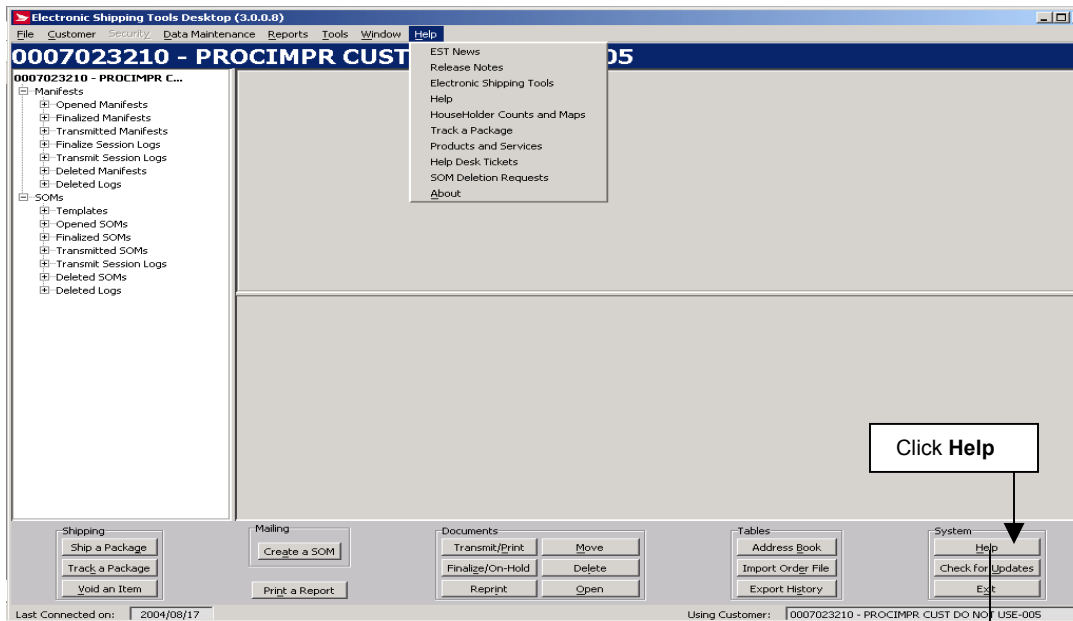 Electronic Shipping Tools Desktop (3.0.0.8)
File Customer Security Data Maintenance Reports Tools Window Help
0007023210 - PROCIMPR CUST 05
EST News
Release Notes
Electronic Shipping Tools
Help
HouseHolder Counts and Maps
Track a Package
Products and Services
Help Desk Tickets
SOM Deletion Requests
About
0007023210 - PROCIMPR C...
Manifests
Opened Manifests
Finalized Manifests
Transmitted Manifests
Finalize Session Logs
Transmit Session Logs
Deleted Manifests
Deleted Logs
SOMs
Templates
Opened SOMs
Finalized SOMs
Transmitted SOMs
Transmit Session Logs
Deleted SOMs
Deleted Logs
Click Help
Shipping
Ship a Package
Track a Package
Void an Item
Mailing
Create a SOM
Print a Report
Documents
Transmit/Print Move
Finalize/On-Hold Delete
Reprint Open
Tables
Address Book
Import Order File
Export History
System
Help
Check for Updates
Exit
Last Connected on: 2004/08/17
Using Customer: 0007023210 - PROCIMPR CUST DO NOT USE-005